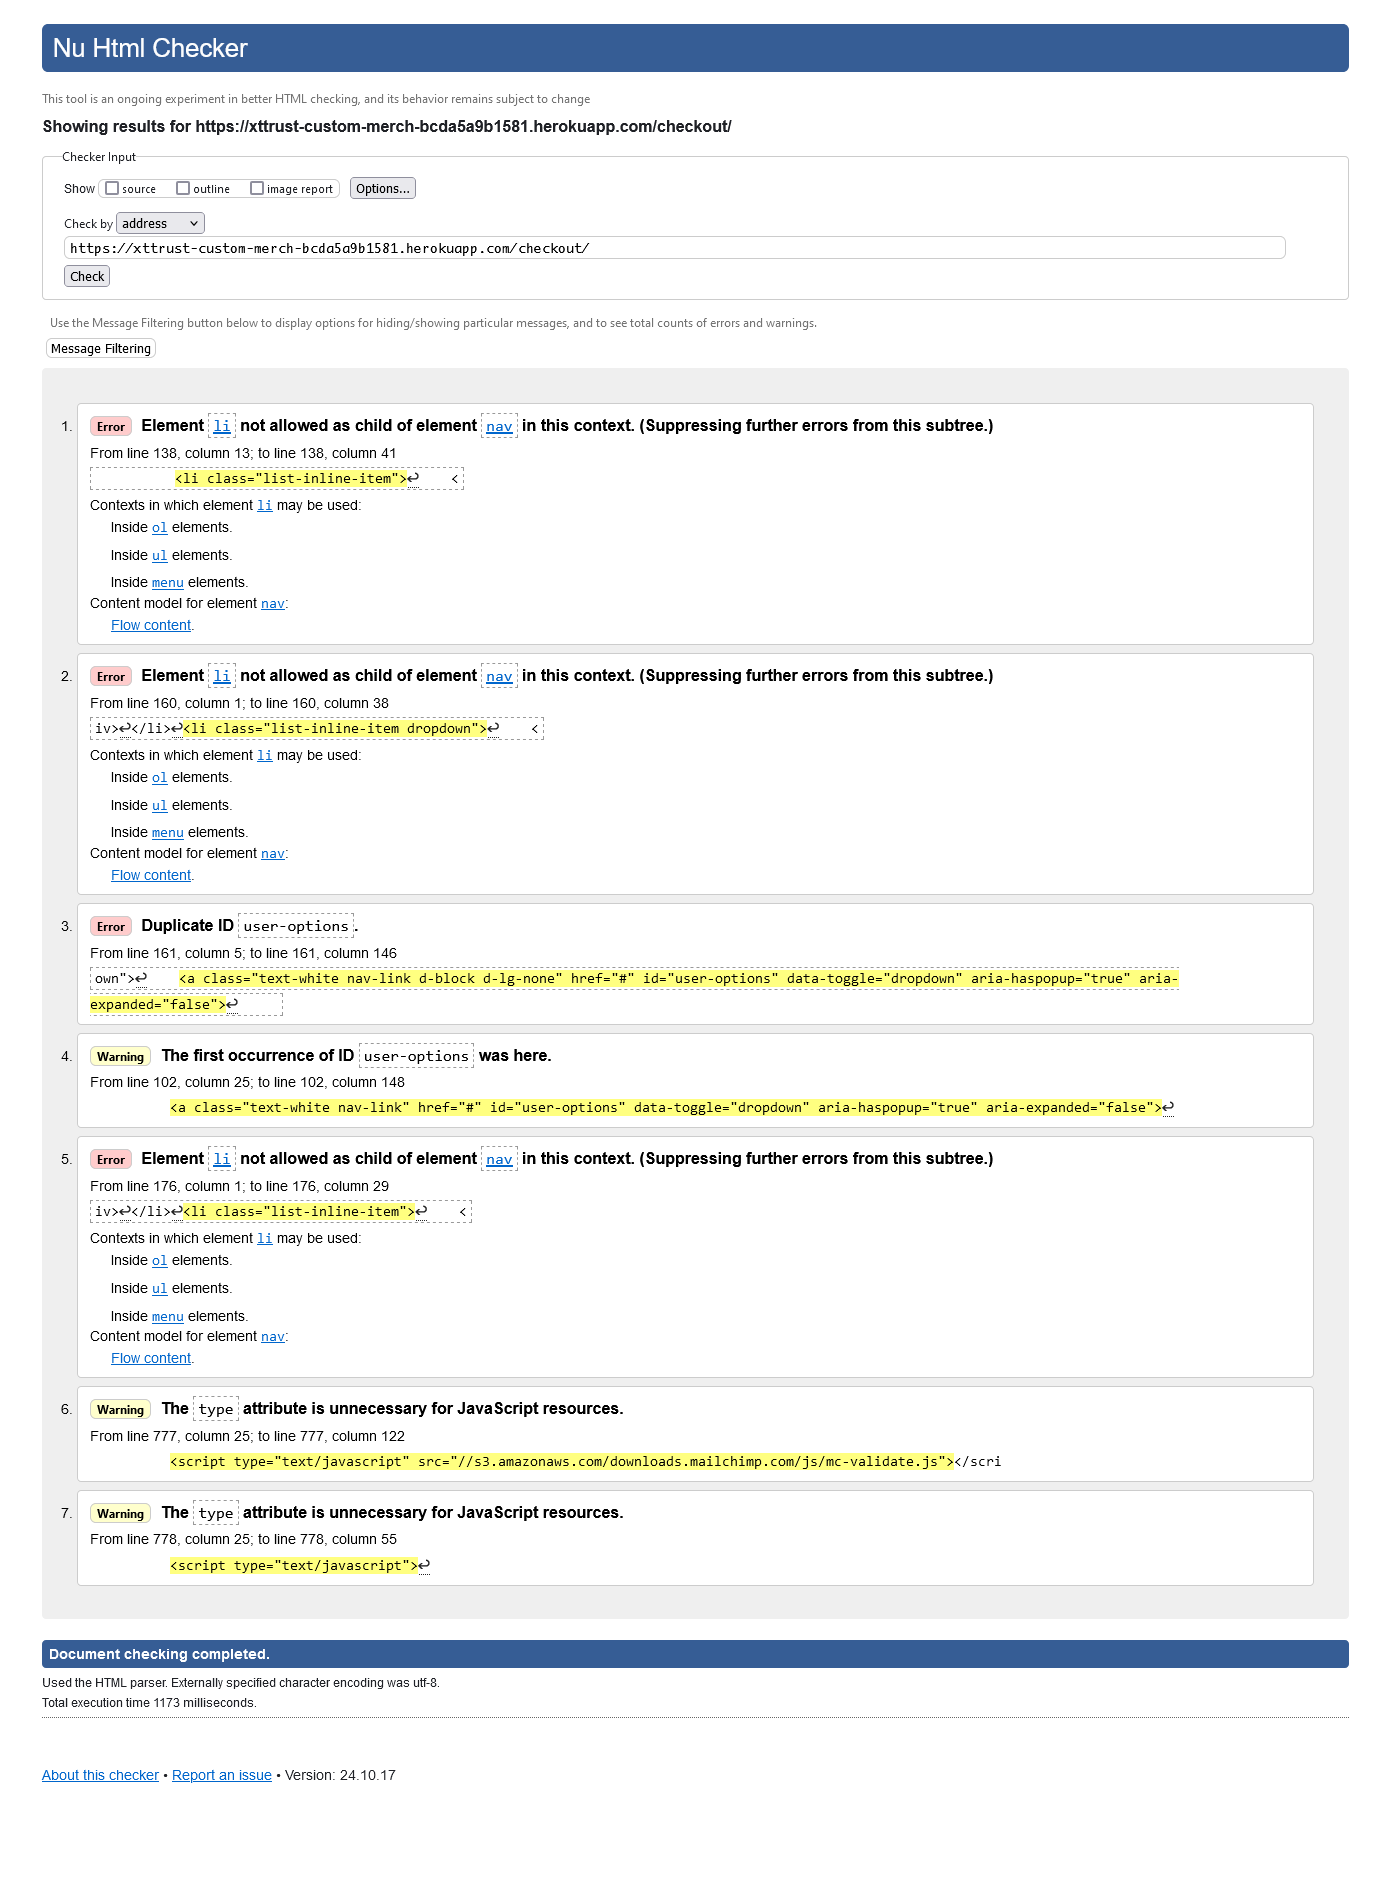 Nu Html Checker
This tool is an ongoing experiment in better HTML checking, and its behavior remains subject to change
Showing results for https://xttrust-custom-merch-bcda5a9b1581.herokuapp.com/checkout/
Checker Input
Show source outline image report Options...
Check by address
https://xttrust-custom-merch-bcda5a9b1581.herokuapp.com/checkout/
Check
Use the Message Filtering button below to display options for hiding/showing particular messages, and to see total counts of errors and warnings.
Message Filtering
1. Error Element li not allowed as child of element nav in this context. (Suppressing further errors from this subtree.)
From line 138, column 13; to line 138, column 41
<li class="list-inline-item">↩ <
Contexts in which element li may be used:
Inside ol elements.
Inside ul elements.
Inside menu elements.
Content model for element nav:
Flow content.
2. Error Element li not allowed as child of element nav in this context. (Suppressing further errors from this subtree.)
From line 160, column 1; to line 160, column 38
iv>↩</li>↩<li class="list-inline-item dropdown">↩ <
Contexts in which element li may be used:
Inside ol elements.
Inside ul elements.
Inside menu elements.
Content model for element nav:
Flow content.
3. Error Duplicate ID user-options.
From line 161, column 5; to line 161, column 146
own">↩ <a class="text-white nav-link d-block d-lg-none" href="#" id="user-options" data-toggle="dropdown" aria-haspopup="true" aria-
expanded="false">↩
4. Warning The first occurrence of ID user-options was here.
From line 102, column 25; to line 102, column 148
<a class="text-white nav-link" href="#" id="user-options" data-toggle="dropdown" aria-haspopup="true" aria-expanded="false">↩
5. Error Element li not allowed as child of element nav in this context. (Suppressing further errors from this subtree.)
From line 176, column 1; to line 176, column 29
iv>↩</li>↩<li class="list-inline-item">↩ <
Contexts in which element li may be used:
Inside ol elements.
Inside ul elements.
Inside menu elements.
Content model for element nav:
Flow content.
6. Warning The type attribute is unnecessary for JavaScript resources.
From line 777, column 25; to line 777, column 122
<script type="text/javascript" src="//s3.amazonaws.com/downloads.mailchimp.com/js/mc-validate.js"></scri
7. Warning The type attribute is unnecessary for JavaScript resources.
From line 778, column 25; to line 778, column 55
<script type="text/javascript">↩
Document checking completed.
Used the HTML parser. Externally specified character encoding was utf-8.
Total execution time 1173 milliseconds.
About this checker • Report an issue • Version: 24.10.17